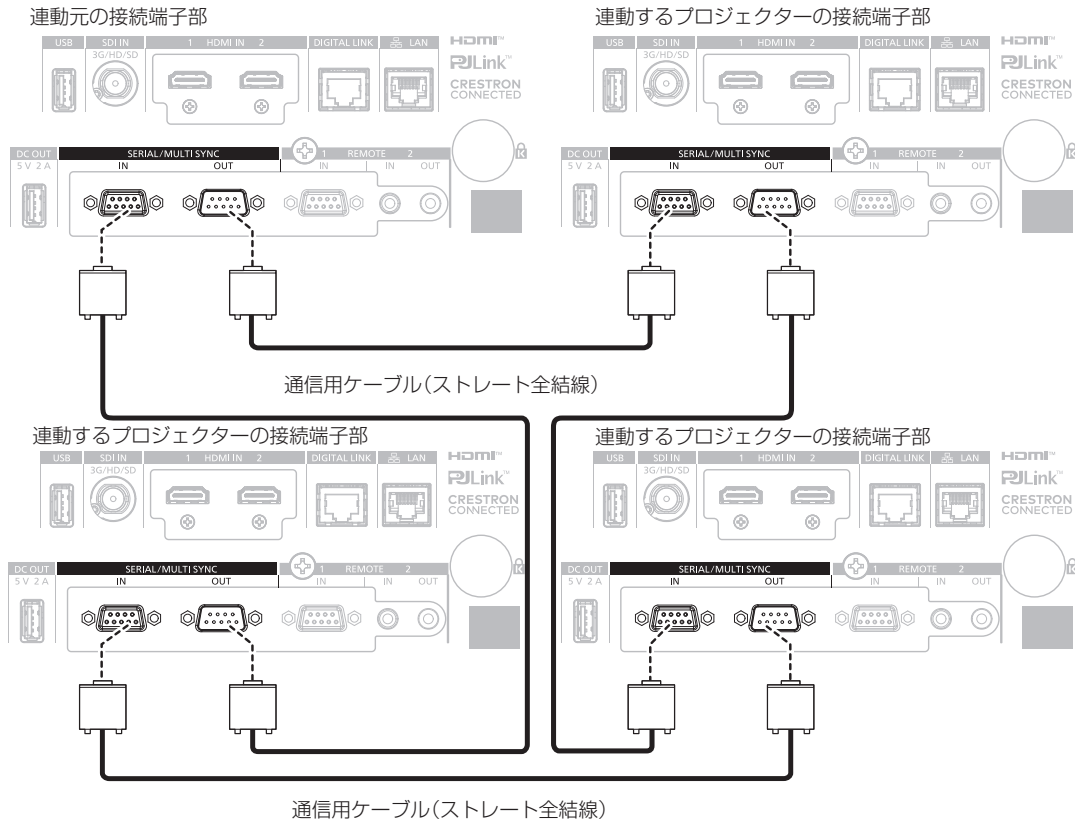 連動元の接続端子部
USB SDI IN 1 HDMI IN 2 DIGITAL LINK LAN HDMI™
3G/HD/SD
PJLink™
CRESTRON
CONNECTED
DC OUT SERIAL/MULTI SYNC 1 REMOTE 2
5 V 2 A IN OUT IN IN OUT
K
連動するプロジェクターの接続端子部
USB SDI IN 1 HDMI IN 2 DIGITAL LINK LAN HDMI™
3G/HD/SD
PJLink™
CRESTRON
CONNECTED
DC OUT SERIAL/MULTI SYNC 1 REMOTE 2
5 V 2 A IN OUT IN IN OUT
K
通信用ケーブル(ストレート全結線)
連動するプロジェクターの接続端子部
USB SDI IN 1 HDMI IN 2 DIGITAL LINK LAN HDMI™
3G/HD/SD
PJLink™
CRESTRON
CONNECTED
DC OUT SERIAL/MULTI SYNC 1 REMOTE 2
5 V 2 A IN OUT IN IN OUT
K
連動するプロジェクターの接続端子部
USB SDI IN 1 HDMI IN 2 DIGITAL LINK LAN HDMI™
3G/HD/SD
PJLink™
CRESTRON
CONNECTED
DC OUT SERIAL/MULTI SYNC 1 REMOTE 2
5 V 2 A IN OUT IN IN OUT
K
通信用ケーブル(ストレート全結線)